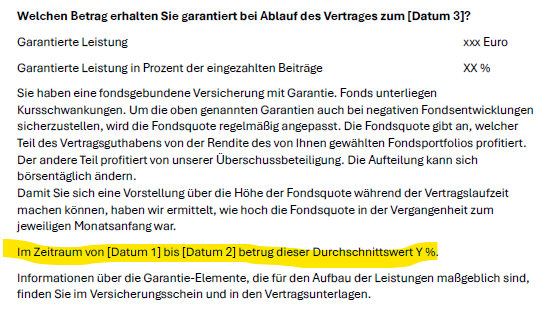 Welchen Betrag erhalten Sie garantiert bei Ablauf des Vertrages zum [Datum 3]?
Garantierte Leistung xxx Euro
Garantierte Leistung in Prozent der eingezahlten Beiträge XX %
Sie haben eine fondsgebundene Versicherung mit Garantie. Fonds unterliegen
Kursschwankungen. Um die oben genannten Garantien auch bei negativen Fondsentwicklungen
sicherzustellen, wird die Fondsquote regelmäßig angepasst. Die Fondsquote gibt an, welcher
Teil des Vertragsguthabens von der Rendite des von Ihnen gewählten Fondsportfolios profitiert.
Der andere Teil profitiert von unserer Überschussbeteiligung. Die Aufteilung kann sich
börsentäglich ändern.
Damit Sie sich eine Vorstellung über die Höhe der Fondsquote während der Vertragslaufzeit
machen können, haben wir ermittelt, wie hoch die Fondsquote in der Vergangenheit zum
jeweiligen Monatsanfang war.
Im Zeitraum von [Datum 1] bis [Datum 2] betrug dieser Durchschnittswert Y %.
Informationen über die Garantie-Elemente, die für den Aufbau der Leistungen maßgeblich sind,
finden Sie im Versicherungsschein und in den Vertragsunterlagen.